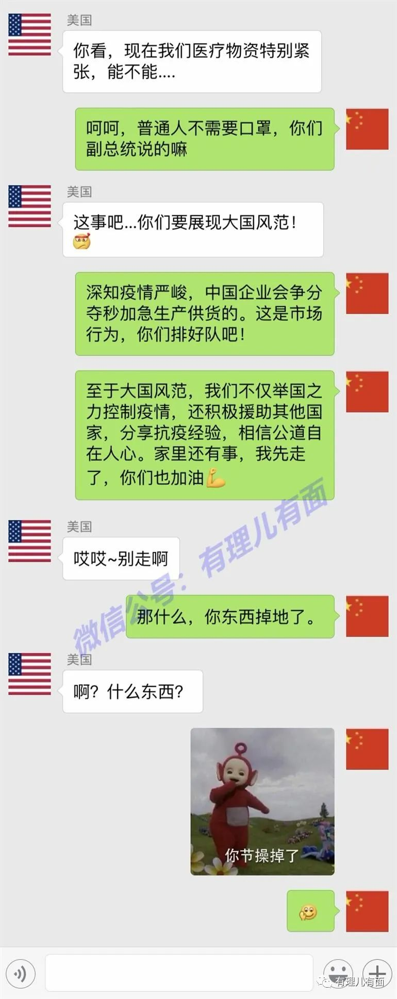 美国
你看，现在我们医疗物资特别紧
张，能不能....
呵呵，普通人不需要口罩，你们
副总统说的嘛
美国
这事吧...你们要展现大国风范！
深知疫情严峻，中国企业会争分
夺秒加急生产供货的。这是市场
行为，你们排好队吧！
至于大国风范，我们不仅举国之
力控制疫情，还积极援助其他国
家，分享抗疫经验，相信公道自
在人心。家里还有事，我先走
了，你们也加油
美国
哎哎~别走啊
微信公号：有理儿有面
那什么，你东西掉地了。
美国
啊？什么东西？
你节操掉了
有理儿有面